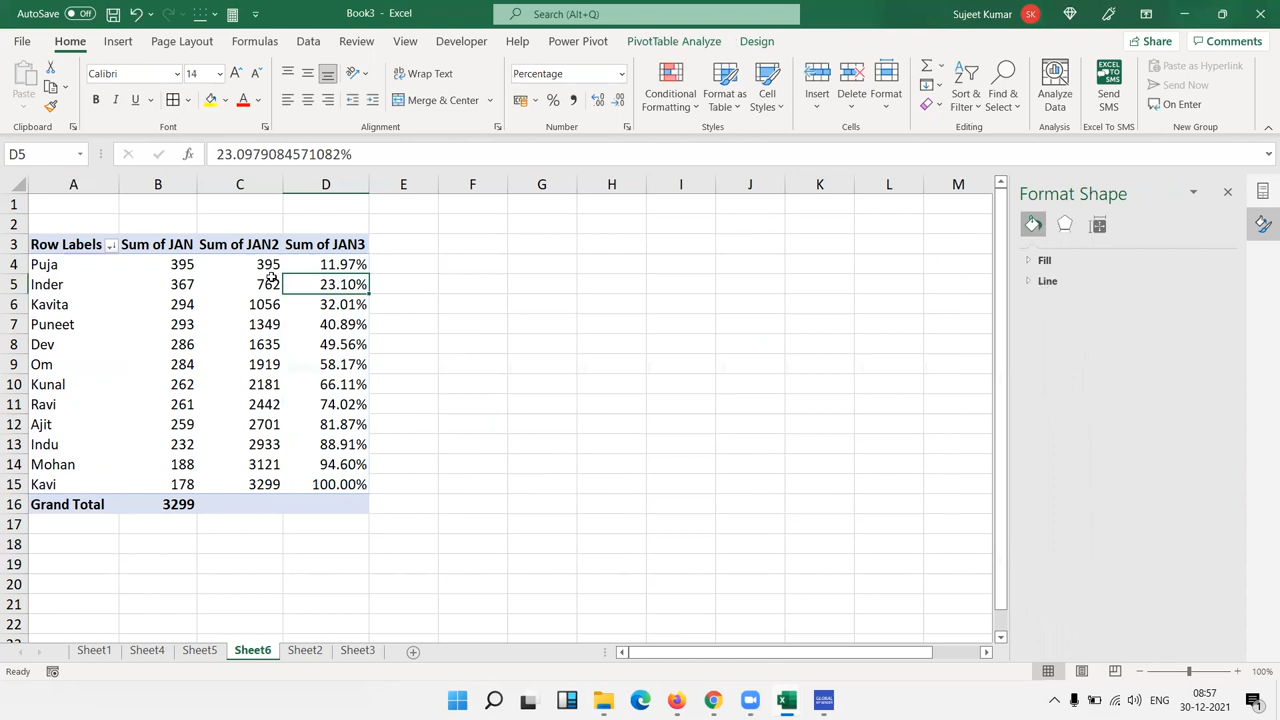 AutoSave Off Book3 - Excel Search (Alt+Q) Sujeet Kumar SK
File Home Insert Page Layout Formulas Data Review View Developer Help Power Pivot PivotTable Analyze Design Share Comments
Paste Calibri 14 Wrap Text Percentage Conditional Formatting Format as Table Cell Styles Insert Delete Format Sort & Filter Find & Select Analyze Data Send SMS Paste as Hyperlink
B I U Merge & Center Send Now
On Enter
Clipboard Font Alignment Number Styles Cells Editing Analysis Excel To SMS New Group
D5 fx 23.0979084571082%
A B C D E F G H I J K L M
Format Shape
1
2
3 Row Labels Sum of JAN Sum of JAN2 Sum of JAN3
4 Puja 395 395 11.97%
Fill
5 Inder 367 762 23.10%
Line
6 Kavita 294 1056 32.01%
7 Puneet 293 1349 40.89%
8 Dev 286 1635 49.56%
9 Om 284 1919 58.17%
10 Kunal 262 2181 66.11%
11 Ravi 261 2442 74.02%
12 Ajit 259 2701 81.87%
13 Indu 232 2933 88.91%
14 Mohan 188 3121 94.60%
15 Kavi 178 3299 100.00%
16 Grand Total 3299
17
18
19
20
21
22
Sheet1 Sheet4 Sheet5 Sheet6 Sheet2 Sheet3
Ready 100%
ENG 08:57
30-12-2021